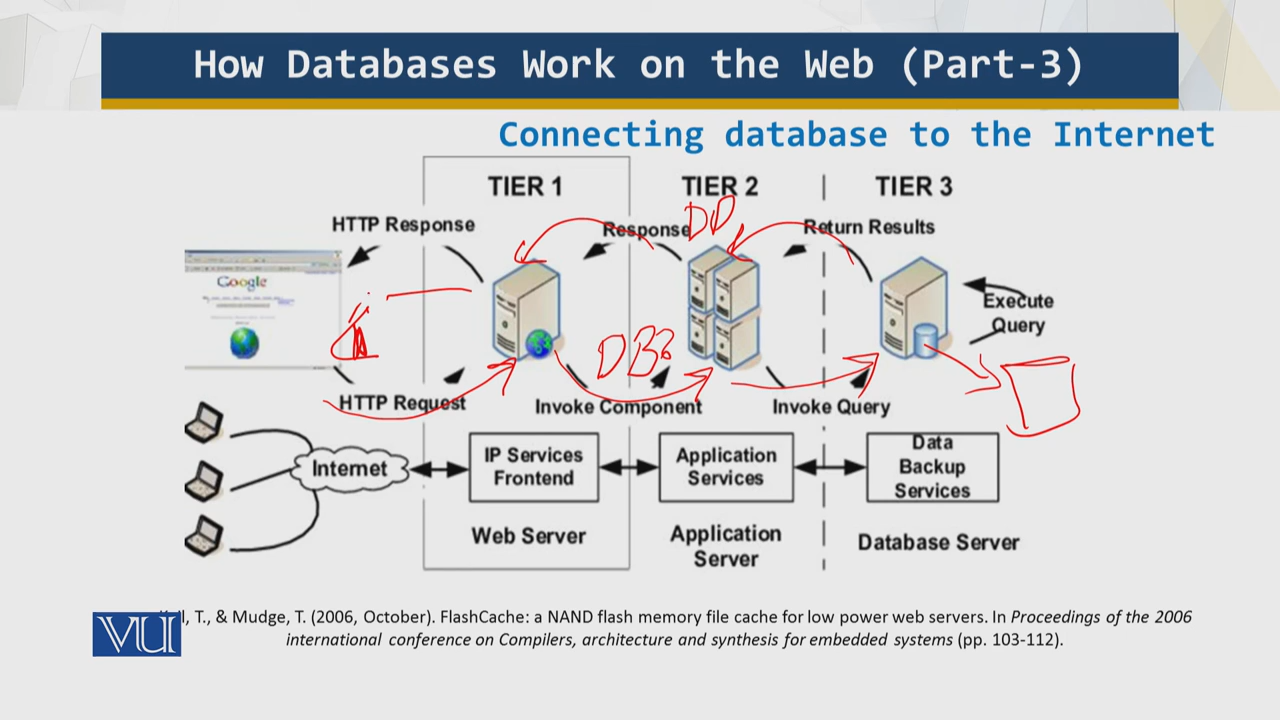 How Databases Work on the Web (Part-3)
Connecting database to the Internet
TIER 1
TIER 2
TIER 3
HTTP Response
Response
Return Results
DD
Google
Execute
Query
DB
HTTP Request
Invoke Component
Invoke Query
Internet
IP Services
Frontend
Application
Services
Data
Backup
Services
Web Server
Application
Server
Database Server
T., & Mudge, T. (2006, October). FlashCache: a NAND flash memory file cache for low power web servers. In Proceedings of the 2006
international conference on Compilers, architecture and synthesis for embedded systems (pp. 103-112).
VU